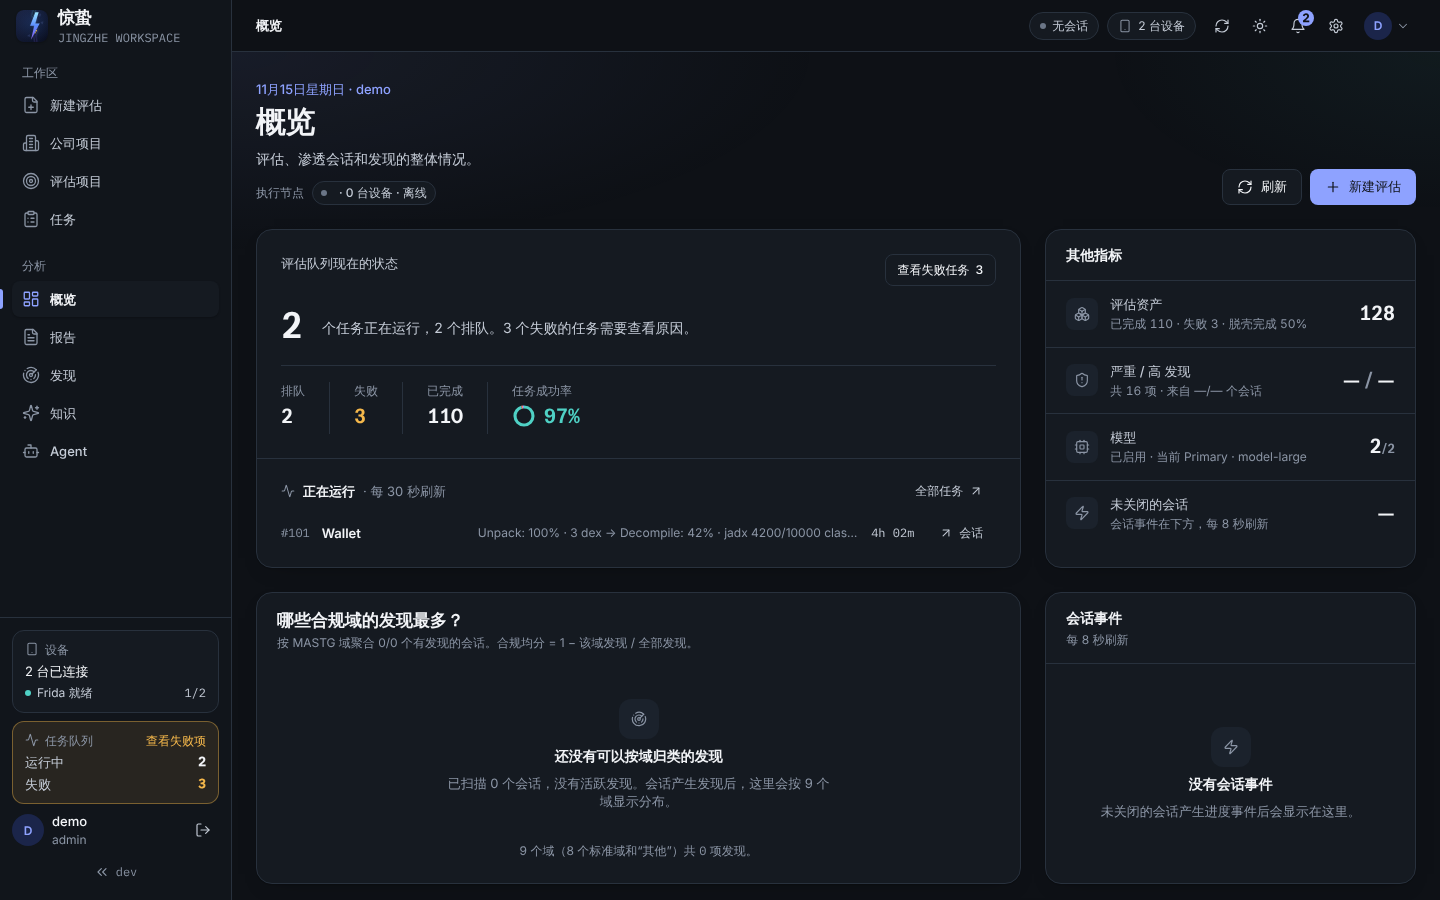 惊蛰
JINGZHE WORKSPACE
工作区
新建评估
公司项目
评估项目
任务
分析
概览
报告
发现
知识
Agent
设备
2 台已连接
Frida 就绪 1/2
任务队列 查看失败项
运行中 2
失败 3
D demo
admin
dev
概览
无会话
2 台设备
2
D
11月15日星期日 · demo
概览
评估、渗透会话和发现的整体情况。
执行节点 · 0 台设备 · 离线
刷新
新建评估
评估队列现在的状态
查看失败任务 3
2 个任务正在运行，2 个排队。3 个失败的任务需要查看原因。
排队 失败 已完成 任务成功率
2 3 110 97%
正在运行 · 每 30 秒刷新 全部任务
#101 Wallet Unpack: 100% · 3 dex → Decompile: 42% · jadx 4200/10000 clas… 4h 02m 会话
其他指标
评估资产
已完成 110 · 失败 3 · 脱壳完成 50%
128
严重 / 高 发现
共 16 项 · 来自 —/— 个会话
— / —
模型
已启用 · 当前 Primary · model-large
2/2
未关闭的会话
会话事件在下方，每 8 秒刷新
—
哪些合规域的发现最多？
按 MASTG 域聚合 0/0 个有发现的会话。合规均分 = 1 − 该域发现 / 全部发现。
还没有可以按域归类的发现
已扫描 0 个会话，没有活跃发现。会话产生发现后，这里会按 9 个
域显示分布。
9 个域（8 个标准域和“其他”）共 0 项发现。
会话事件
每 8 秒刷新
没有会话事件
未关闭的会话产生进度事件后会显示在这里。